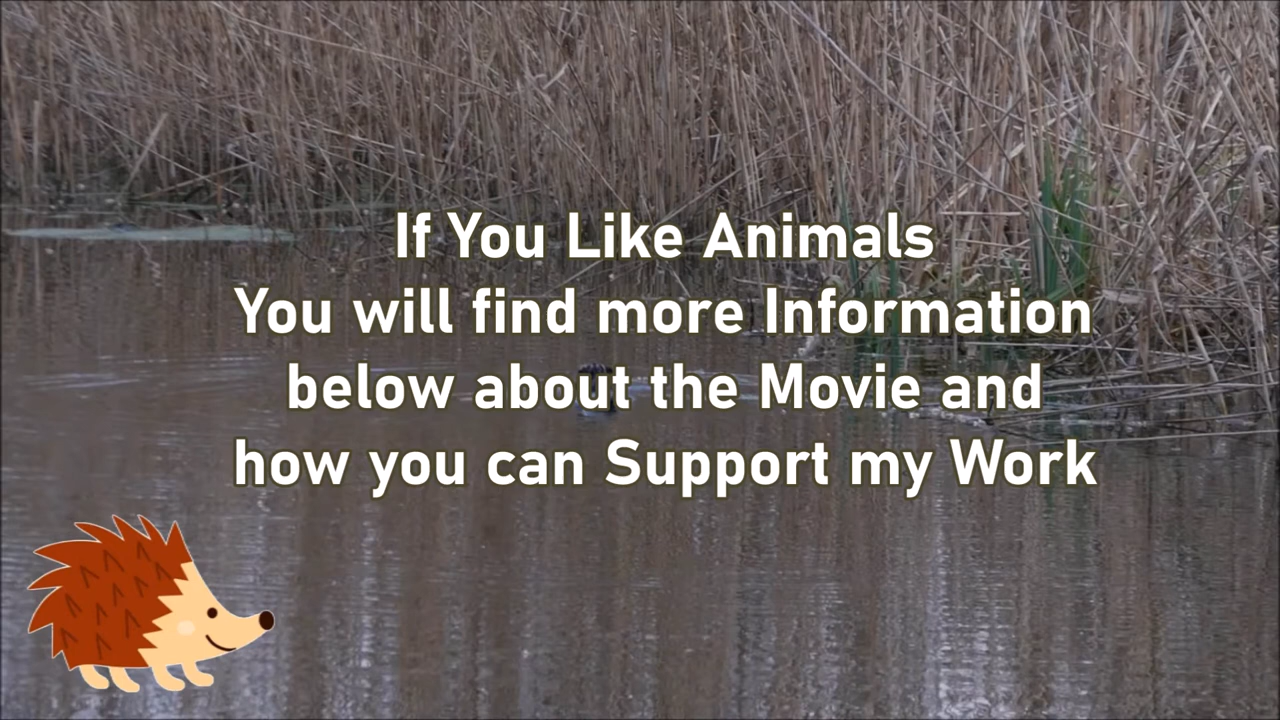 If You Like Animals
You will find more Information
below about the Movie and
how you can Support my Work